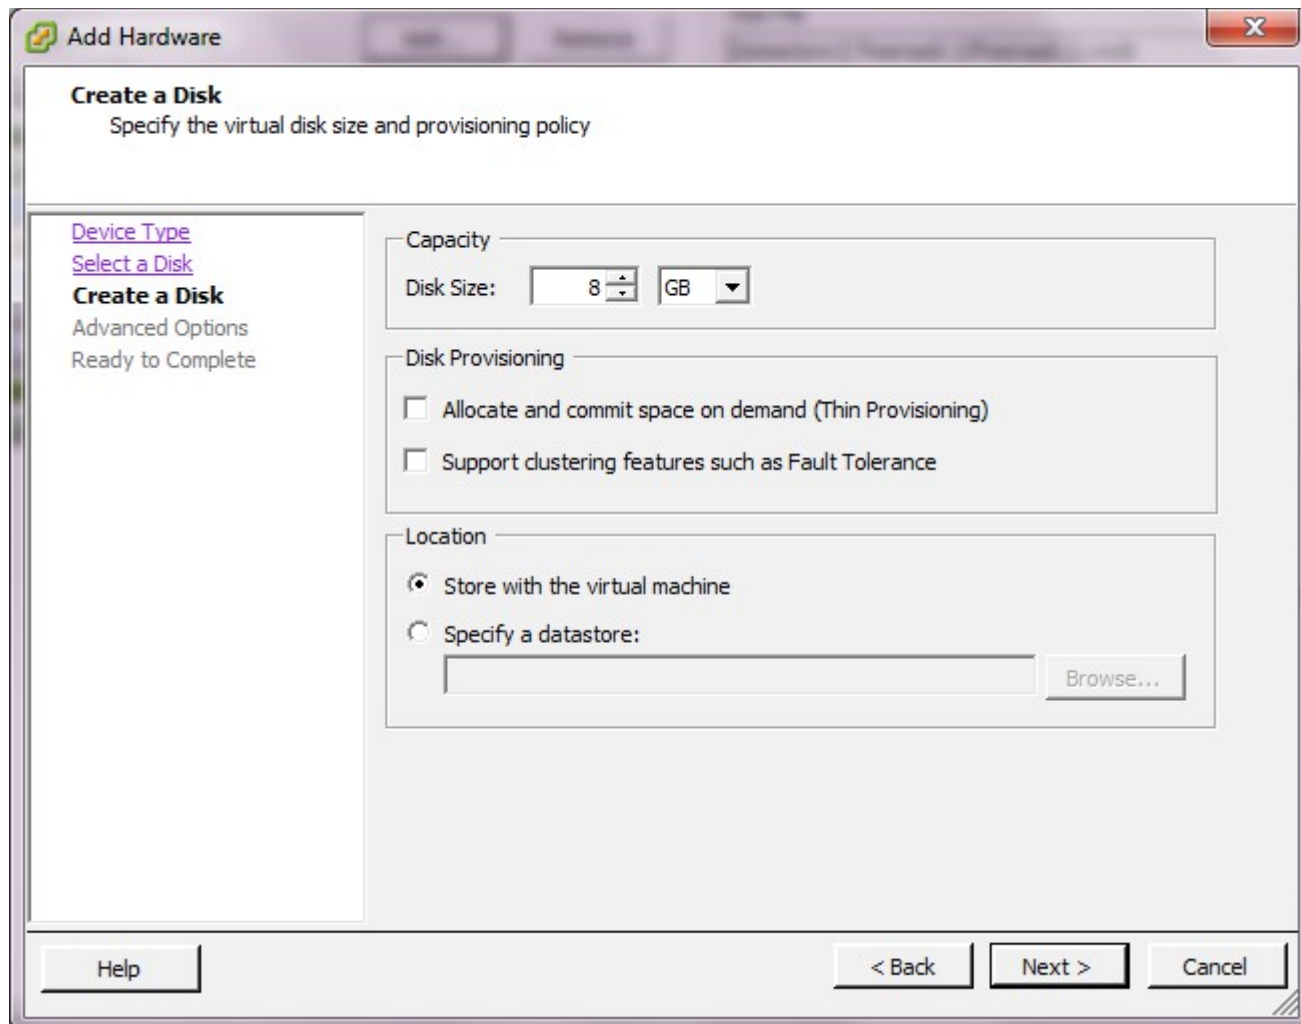 Add Hardware
Create a Disk
Specify the virtual disk size and provisioning policy
Device Type
Select a Disk
Create a Disk
Advanced Options
Ready to Complete
Capacity
Disk Size: 8 GB
Disk Provisioning
Allocate and commit space on demand (Thin Provisioning)
Support clustering features such as Fault Tolerance
Location
Store with the virtual machine
Specify a datastore:
Browse...
Help
< Back
Next >
Cancel